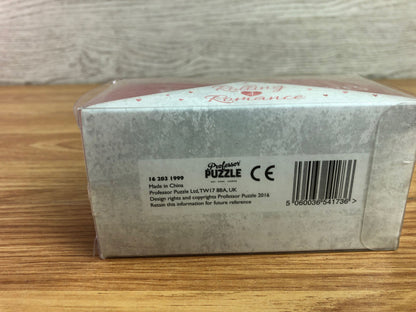 Rolling
Romance
Professor
PUZZLE
CE
16 203 1999
Made in China
Professor Puzzle Ltd, TW17 8BA, UK
Design rights and copyrights Professor Puzzle 2016
Retain this information for future reference
5 060036 541736 >